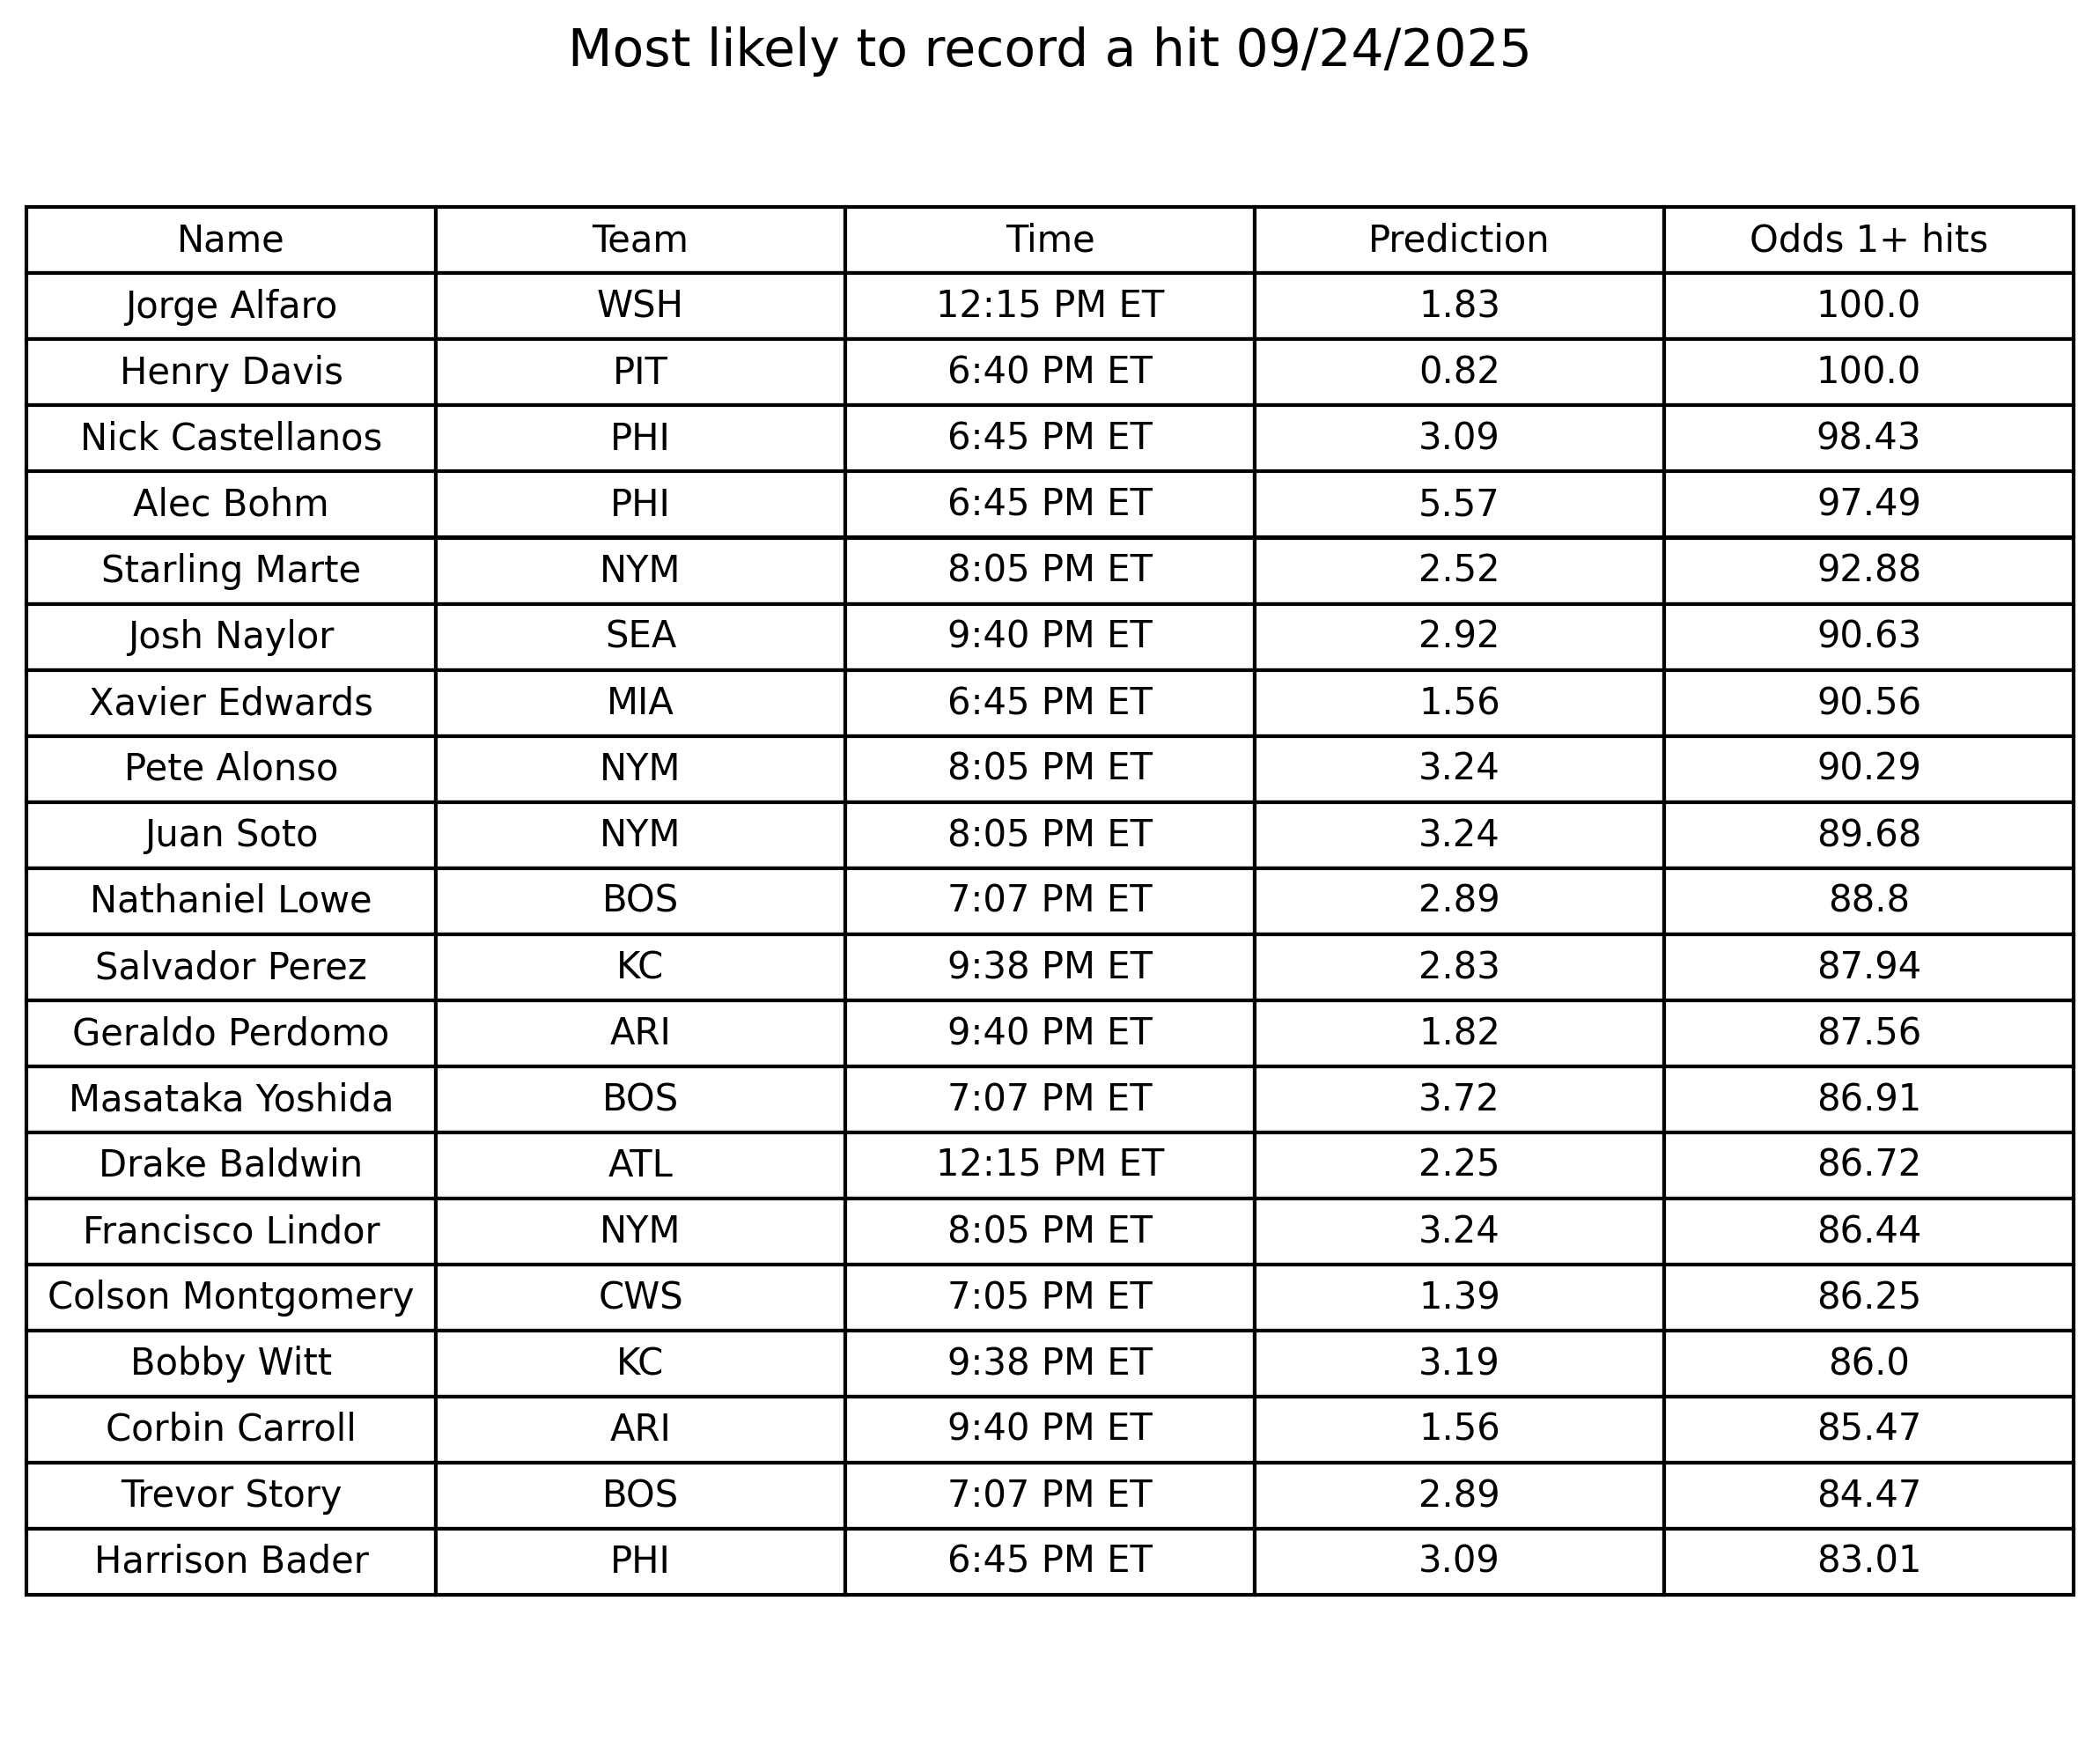 Most likely to record a hit 09/24/2025
Name Team Time Prediction Odds 1+ hits
Jorge Alfaro WSH 12:15 PM ET 1.83 100.0
Henry Davis PIT 6:40 PM ET 0.82 100.0
Nick Castellanos PHI 6:45 PM ET 3.09 98.43
Alec Bohm PHI 6:45 PM ET 5.57 97.49
Starling Marte NYM 8:05 PM ET 2.52 92.88
Josh Naylor SEA 9:40 PM ET 2.92 90.63
Xavier Edwards MIA 6:45 PM ET 1.56 90.56
Pete Alonso NYM 8:05 PM ET 3.24 90.29
Juan Soto NYM 8:05 PM ET 3.24 89.68
Nathaniel Lowe BOS 7:07 PM ET 2.89 88.8
Salvador Perez KC 9:38 PM ET 2.83 87.94
Geraldo Perdomo ARI 9:40 PM ET 1.82 87.56
Masataka Yoshida BOS 7:07 PM ET 3.72 86.91
Drake Baldwin ATL 12:15 PM ET 2.25 86.72
Francisco Lindor NYM 8:05 PM ET 3.24 86.44
Colson Montgomery CWS 7:05 PM ET 1.39 86.25
Bobby Witt KC 9:38 PM ET 3.19 86.0
Corbin Carroll ARI 9:40 PM ET 1.56 85.47
Trevor Story BOS 7:07 PM ET 2.89 84.47
Harrison Bader PHI 6:45 PM ET 3.09 83.01